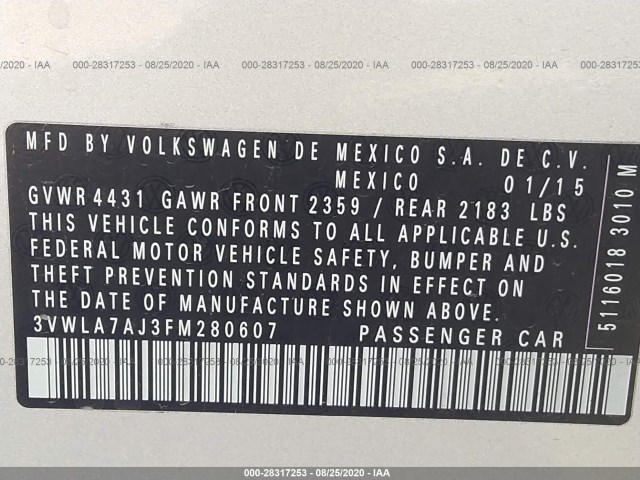 000-28317253 - 08/25/2020 - IAA
MFD BY VOLKSWAGEN DE MEXICO S.A. DE C.V.
MEXICO 01/15
GVWR 4431 GAWR FRONT 2359 / REAR 2183 LBS
THIS VEHICLE CONFORMS TO ALL APPLICABLE U.S.
FEDERAL MOTOR VEHICLE SAFETY, BUMPER AND
THEFT PREVENTION STANDARDS IN EFFECT ON
THE DATE OF MANUFACTURE SHOWN ABOVE.
3VWLA7AJ3FM280607 PASSENGER CAR
51160183010 M
000-28317253 - 08/25/2020 - IAA